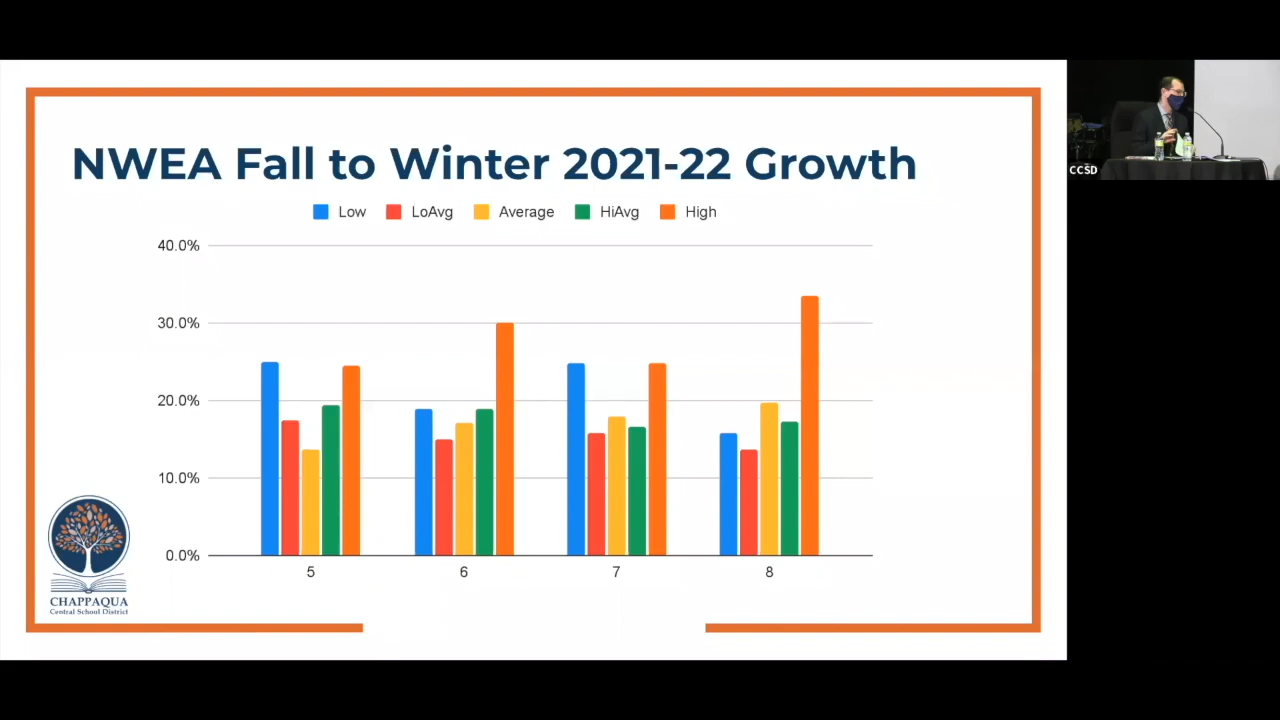 NWEA Fall to Winter 2021-22 Growth
Low LoAvg Average HiAvg High
40.0%
30.0%
20.0%
10.0%
0.0%
5 6 7 8
CHAPPAQUA
Central School District
CCSD